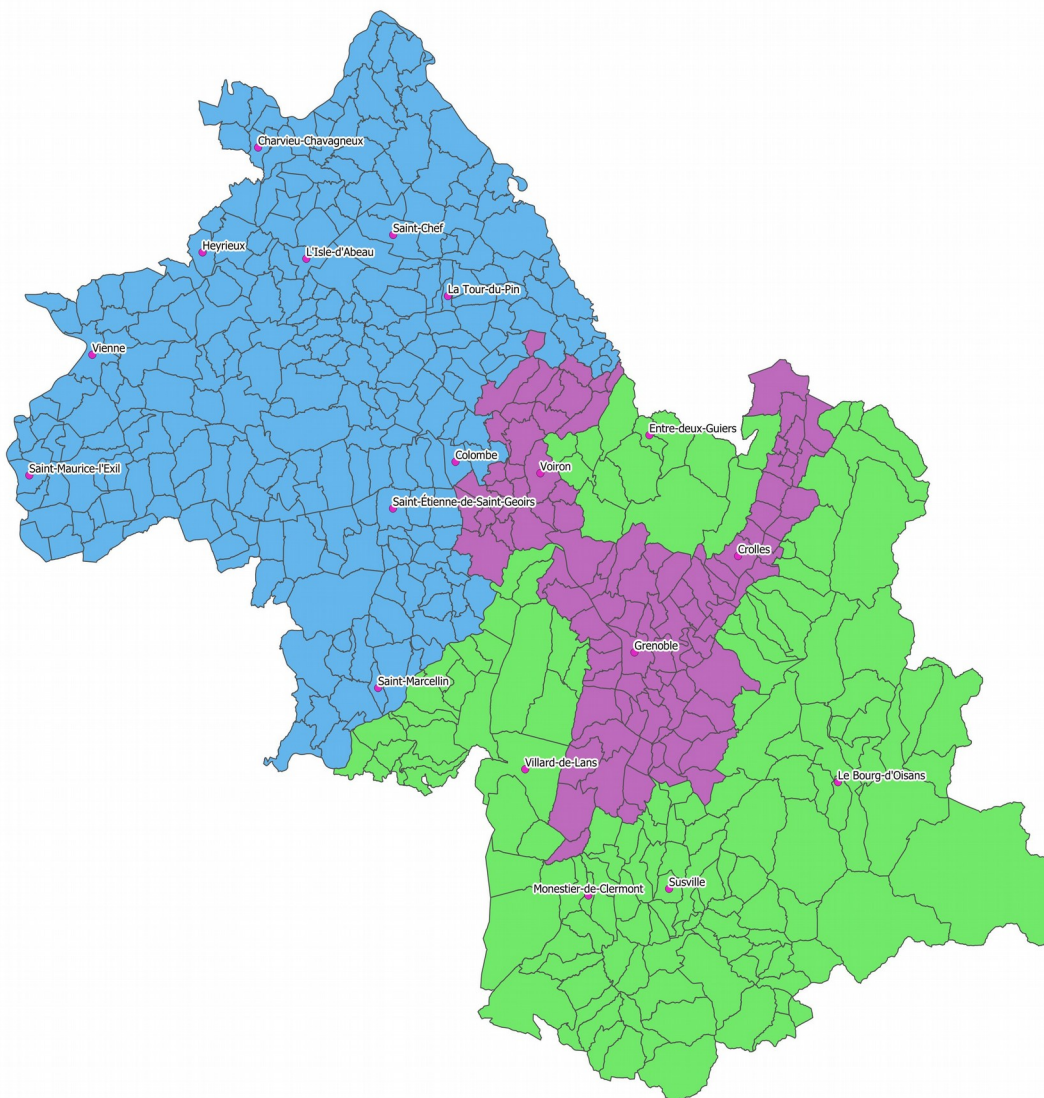 Charvieu-Chavagneux
Saint-Chef
Heyrieux
L'Isle-d'Abeau
La Tour-du-Pin
Vienne
Entre-deux-Guiers
Colombe
Saint-Maurice-l'Exil
Voiron
Saint-Étienne-de-Saint-Geoirs
Crolles
Grenoble
Saint-Marcellin
Villard-de-Lans
Le Bourg-d'Oisans
Susville
Monestier-de-Clermont